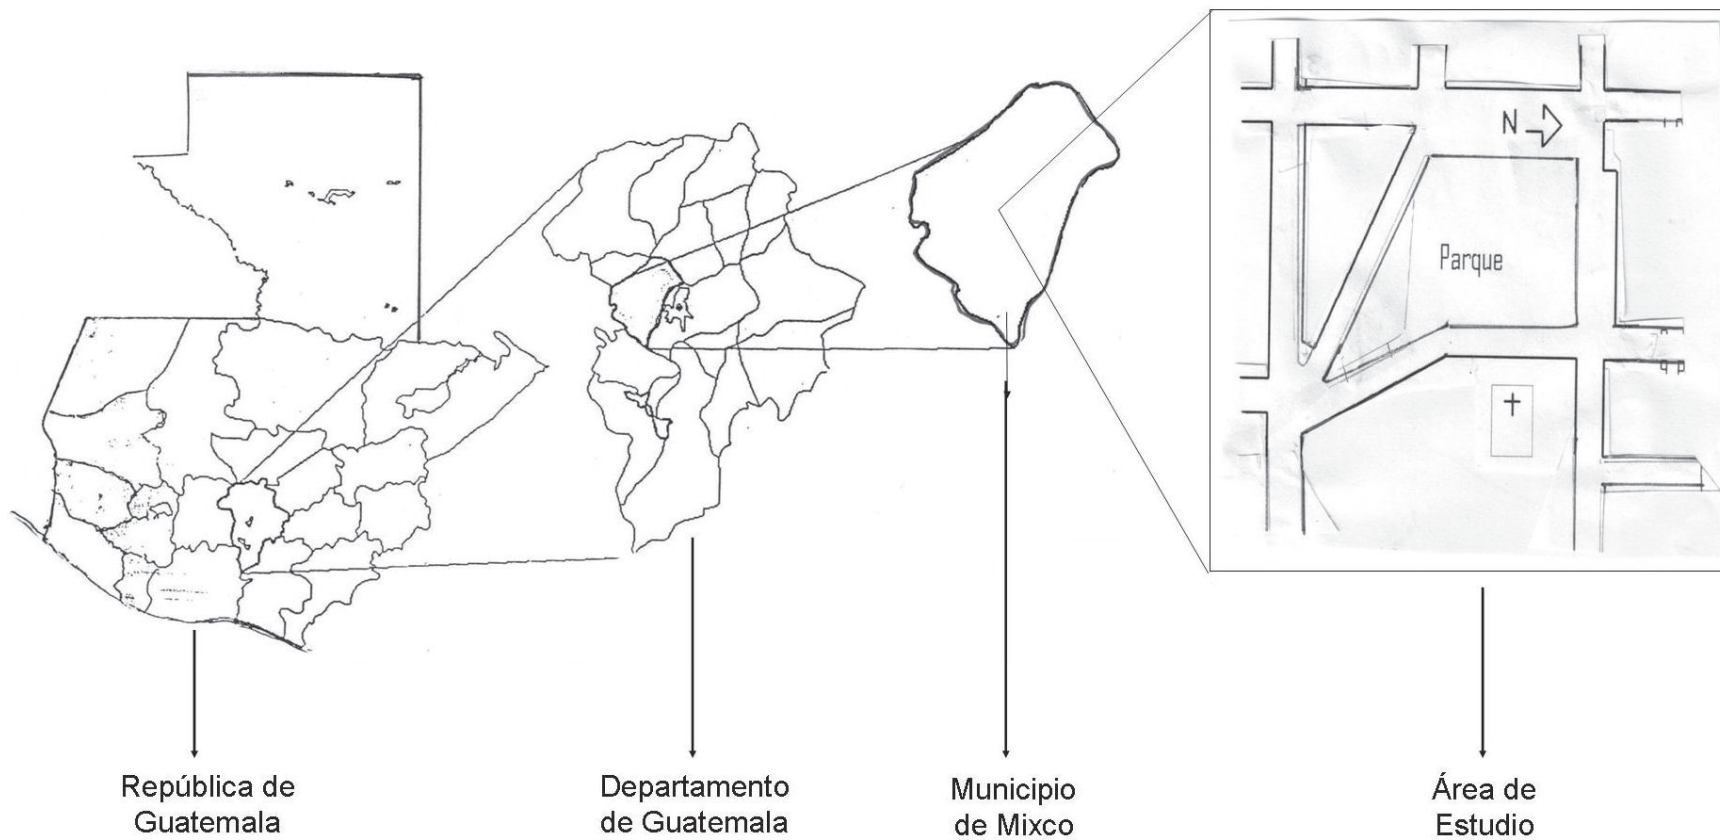 N
Parque
República de
Guatemala
Departamento
de Guatemala
Municipio
de Mixco
Área de
Estudio